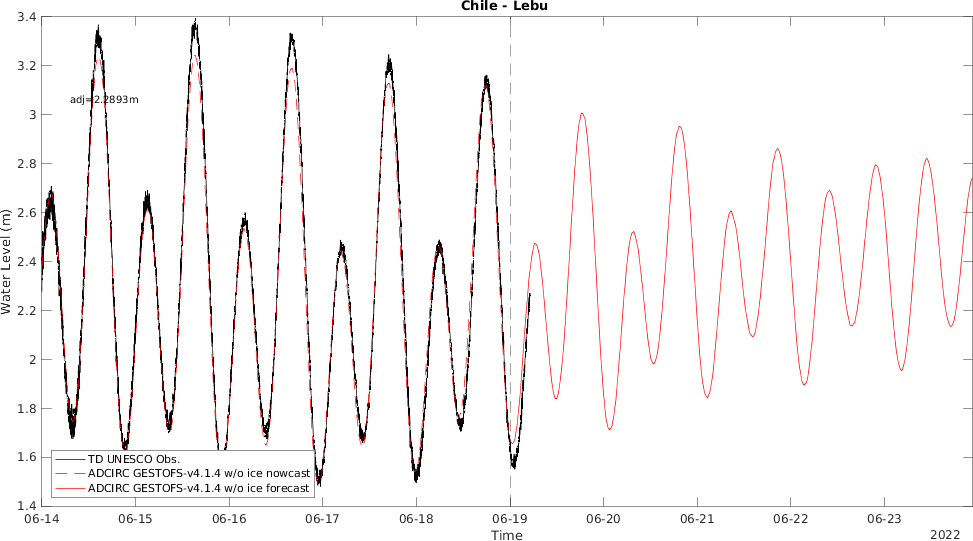 Chile - Lebu
3.4
3.2
3
2.8
2.6
2.4
2.2
2
1.8
1.6
1.4
Water Level (m)
adj=2.2893m
TD UNESCO Obs.
ADCIRC GESTOFS-v4.1.4 w/o ice nowcast
ADCIRC GESTOFS-v4.1.4 w/o ice forecast
06-14 06-15 06-16 06-17 06-18 06-19 06-20 06-21 06-22 06-23
Time
2022